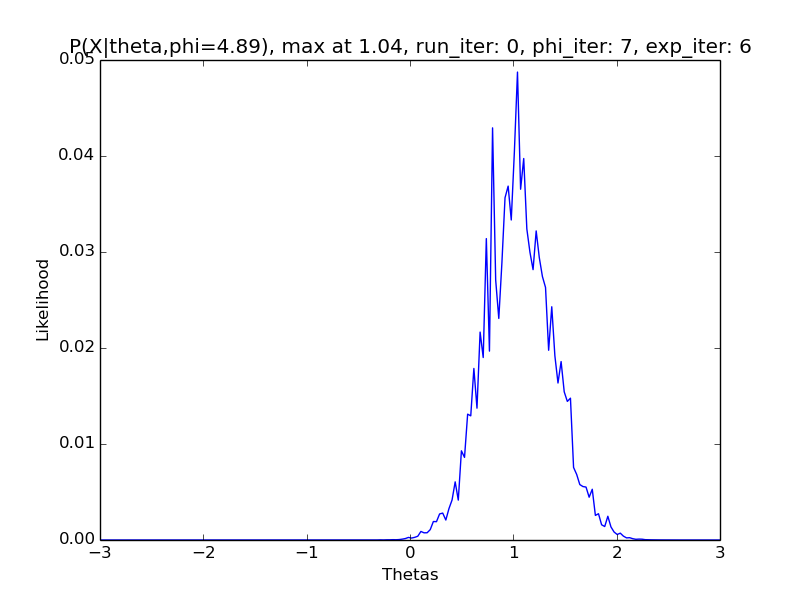 P(X|theta,phi=4.89), max at 1.04, run_iter: 0, phi_iter: 7, exp_iter: 6
0.05
0.04
0.03
0.02
0.01
0.00
Likelihood
−3 −2 −1 0 1 2 3
Thetas